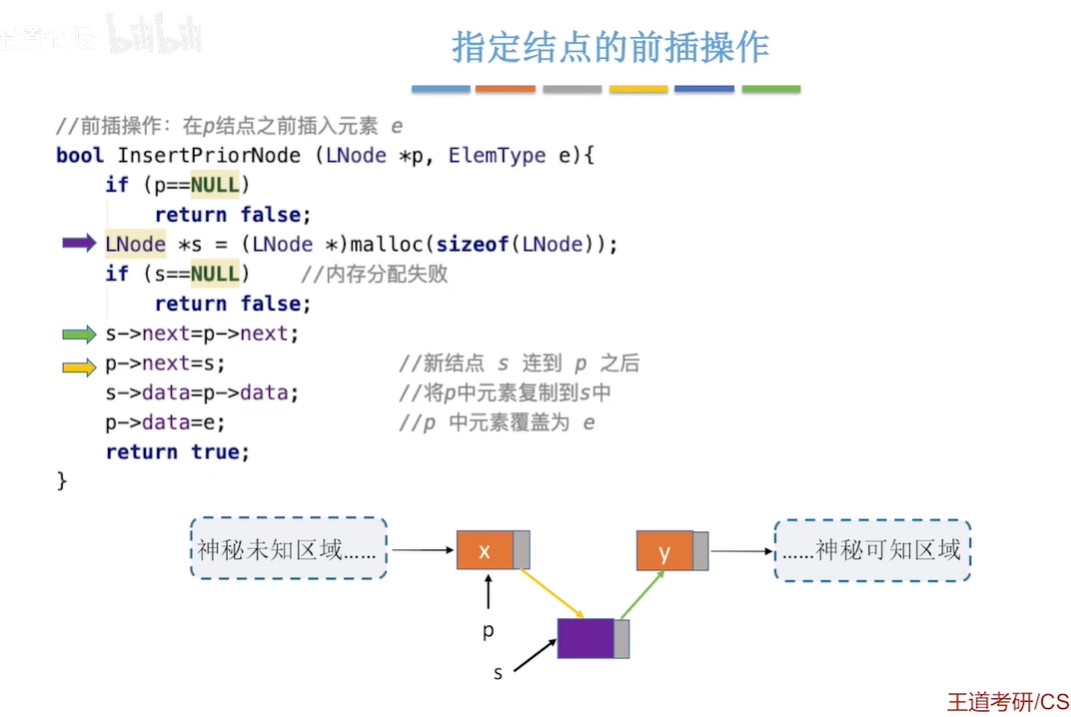 bilibili
指定结点的前插操作
//前插操作：在p结点之前插入元素 e
bool InsertPriorNode (LNode *p, ElemType e){
if (p==NULL)
return false;
LNode *s = (LNode *)malloc(sizeof(LNode));
if (s==NULL) //内存分配失败
return false;
s->next=p->next;
p->next=s; //新结点 s 连到 p 之后
s->data=p->data; //将p中元素复制到s中
p->data=e; //p 中元素覆盖为 e
return true;
}
神秘未知区域…… x y ……神秘可知区域
p
s
王道考研/CS